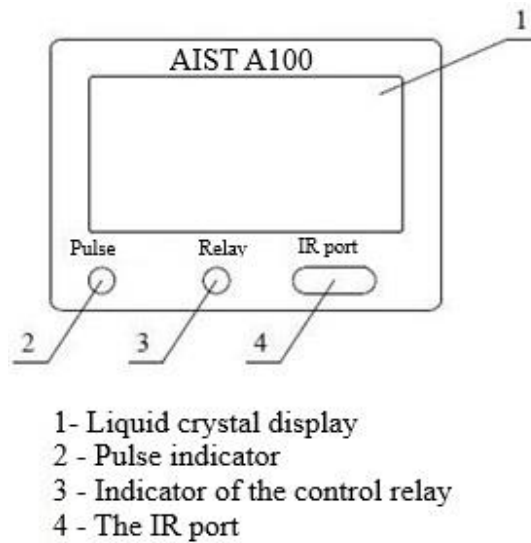 1
AIST A100
Pulse Relay IR port
2 3 4
1- Liquid crystal display
2 - Pulse indicator
3 - Indicator of the control relay
4 - The IR port